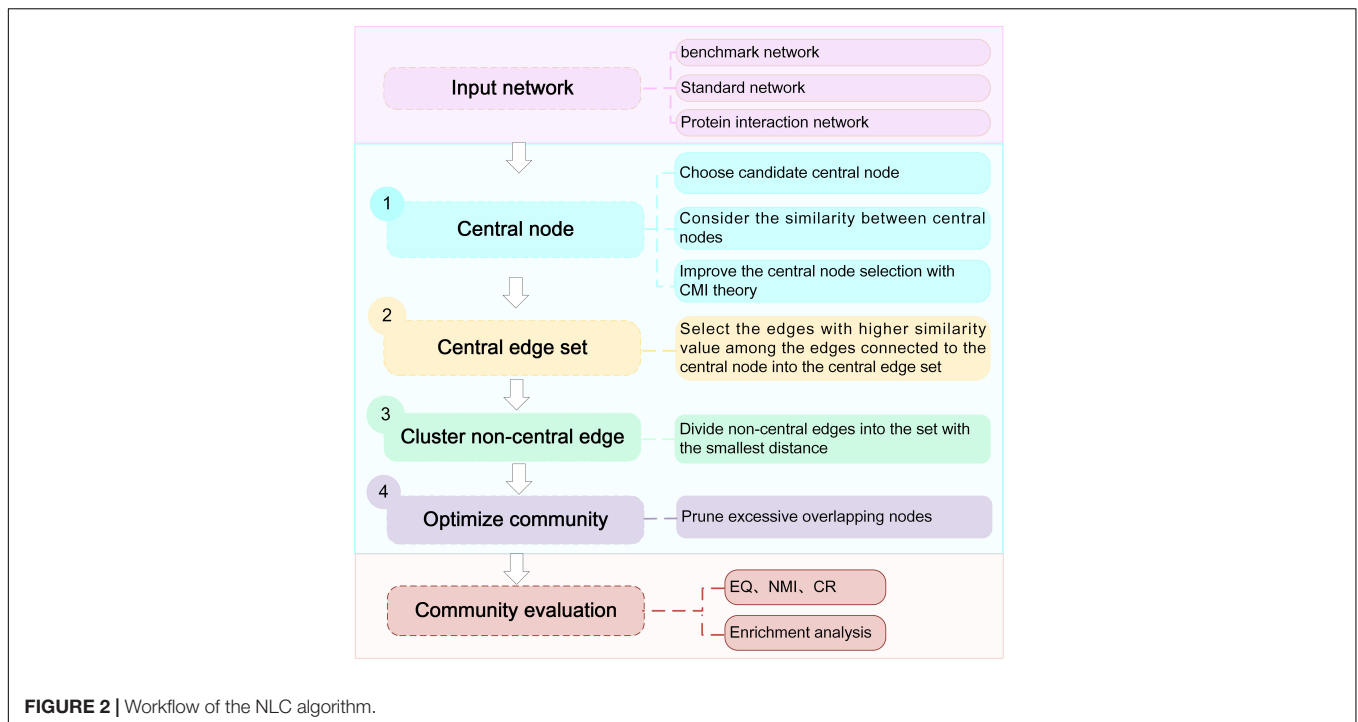 Input network
benchmark network
Standard network
Protein interaction network
1
Central node
Choose candidate central node
Consider the similarity between central
nodes
Improve the central node selection with
CMI theory
2
Central edge set
Select the edges with higher similarity
value among the edges connected to the
central node into the central edge set
3
Cluster non-central edge
Divide non-central edges into the set with
the smallest distance
4
Optimize community
Prune excessive overlapping nodes
Community evaluation
EQ、NMI、CR
Enrichment analysis
FIGURE 2 | Workflow of the NLC algorithm.